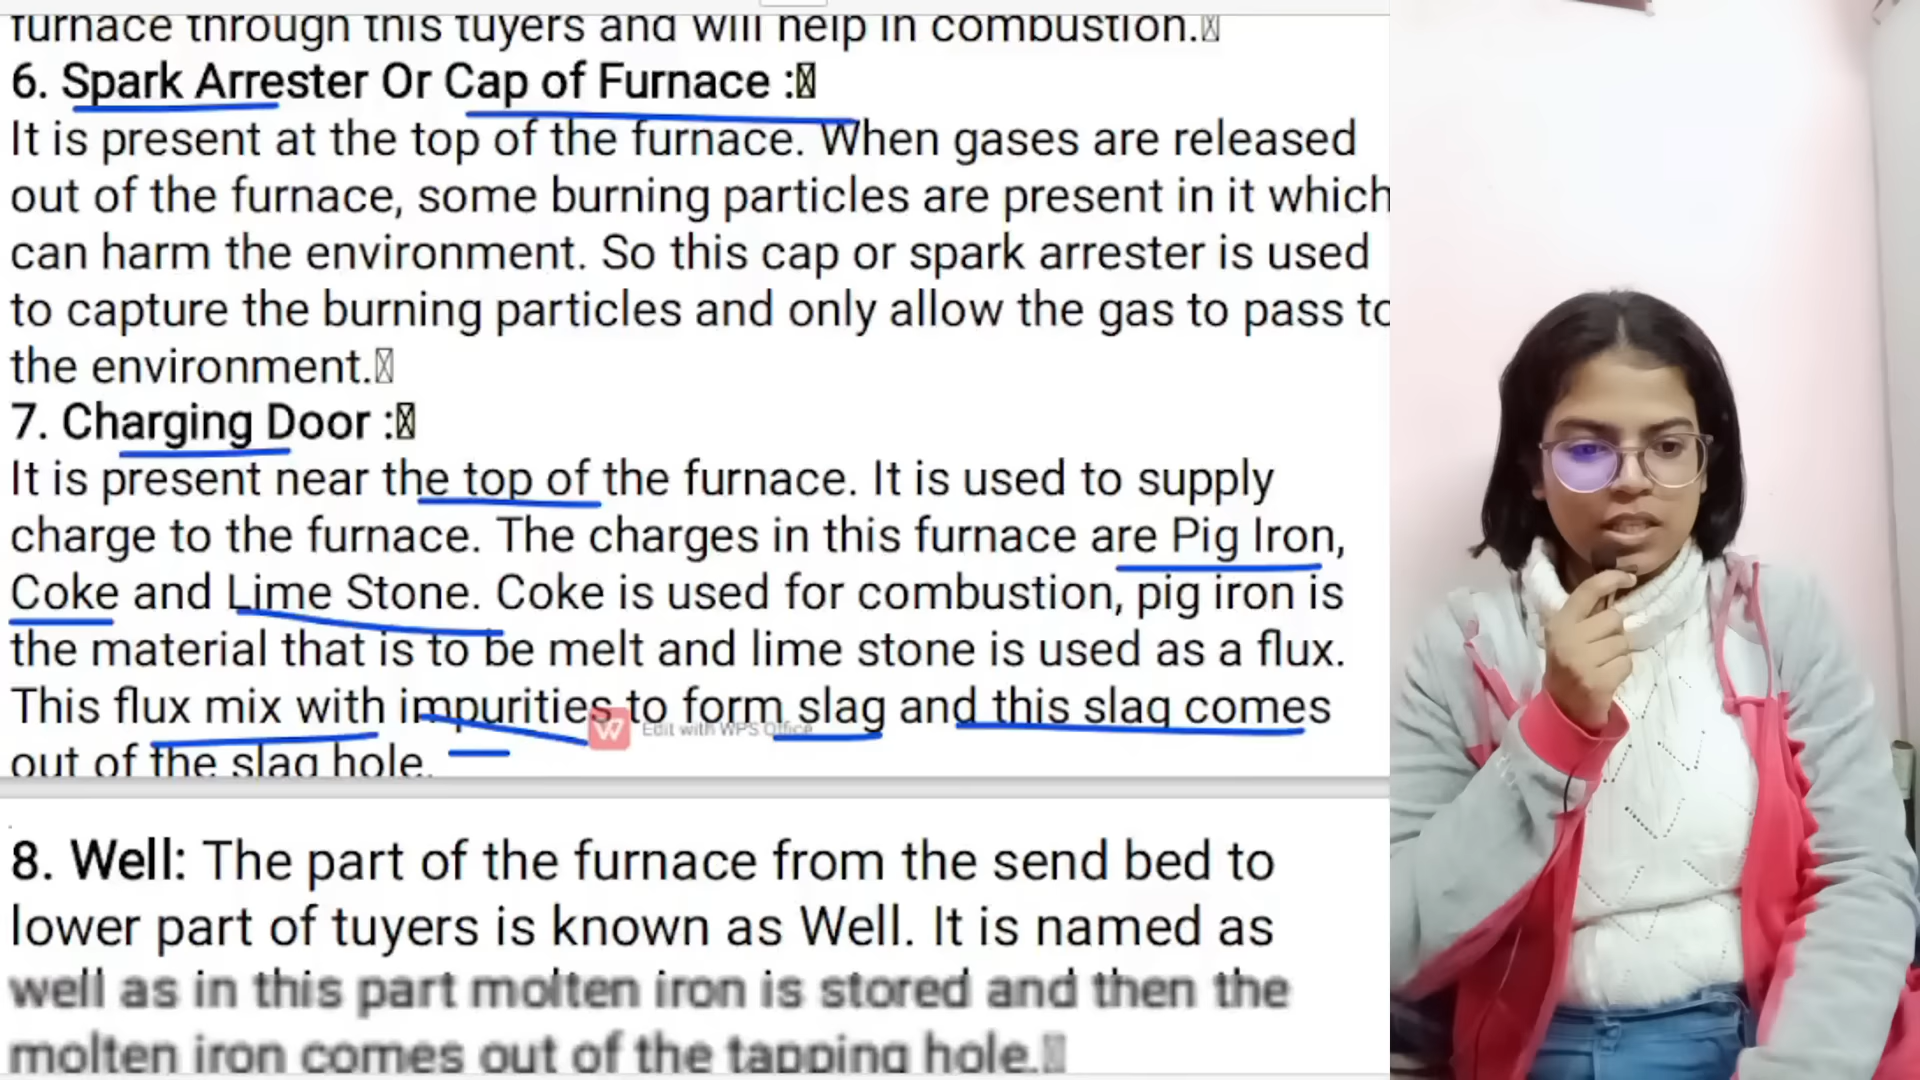 furnace through this tuyers and will help in combustion.
6. Spark Arrester Or Cap of Furnace :
It is present at the top of the furnace. When gases are released
out of the furnace, some burning particles are present in it which
can harm the environment. So this cap or spark arrester is used
to capture the burning particles and only allow the gas to pass to
the environment.
7. Charging Door :
It is present near the top of the furnace. It is used to supply
charge to the furnace. The charges in this furnace are Pig Iron,
Coke and Lime Stone. Coke is used for combustion, pig iron is
the material that is to be melt and lime stone is used as a flux.
This flux mix with impurities to form slag and this slag comes
Edit with WPS Office
out of the slag hole.
8. Well: The part of the furnace from the send bed to
lower part of tuyers is known as Well. It is named as
well as in this part molten iron is stored and then the
molten iron comes out of the tapping hole.